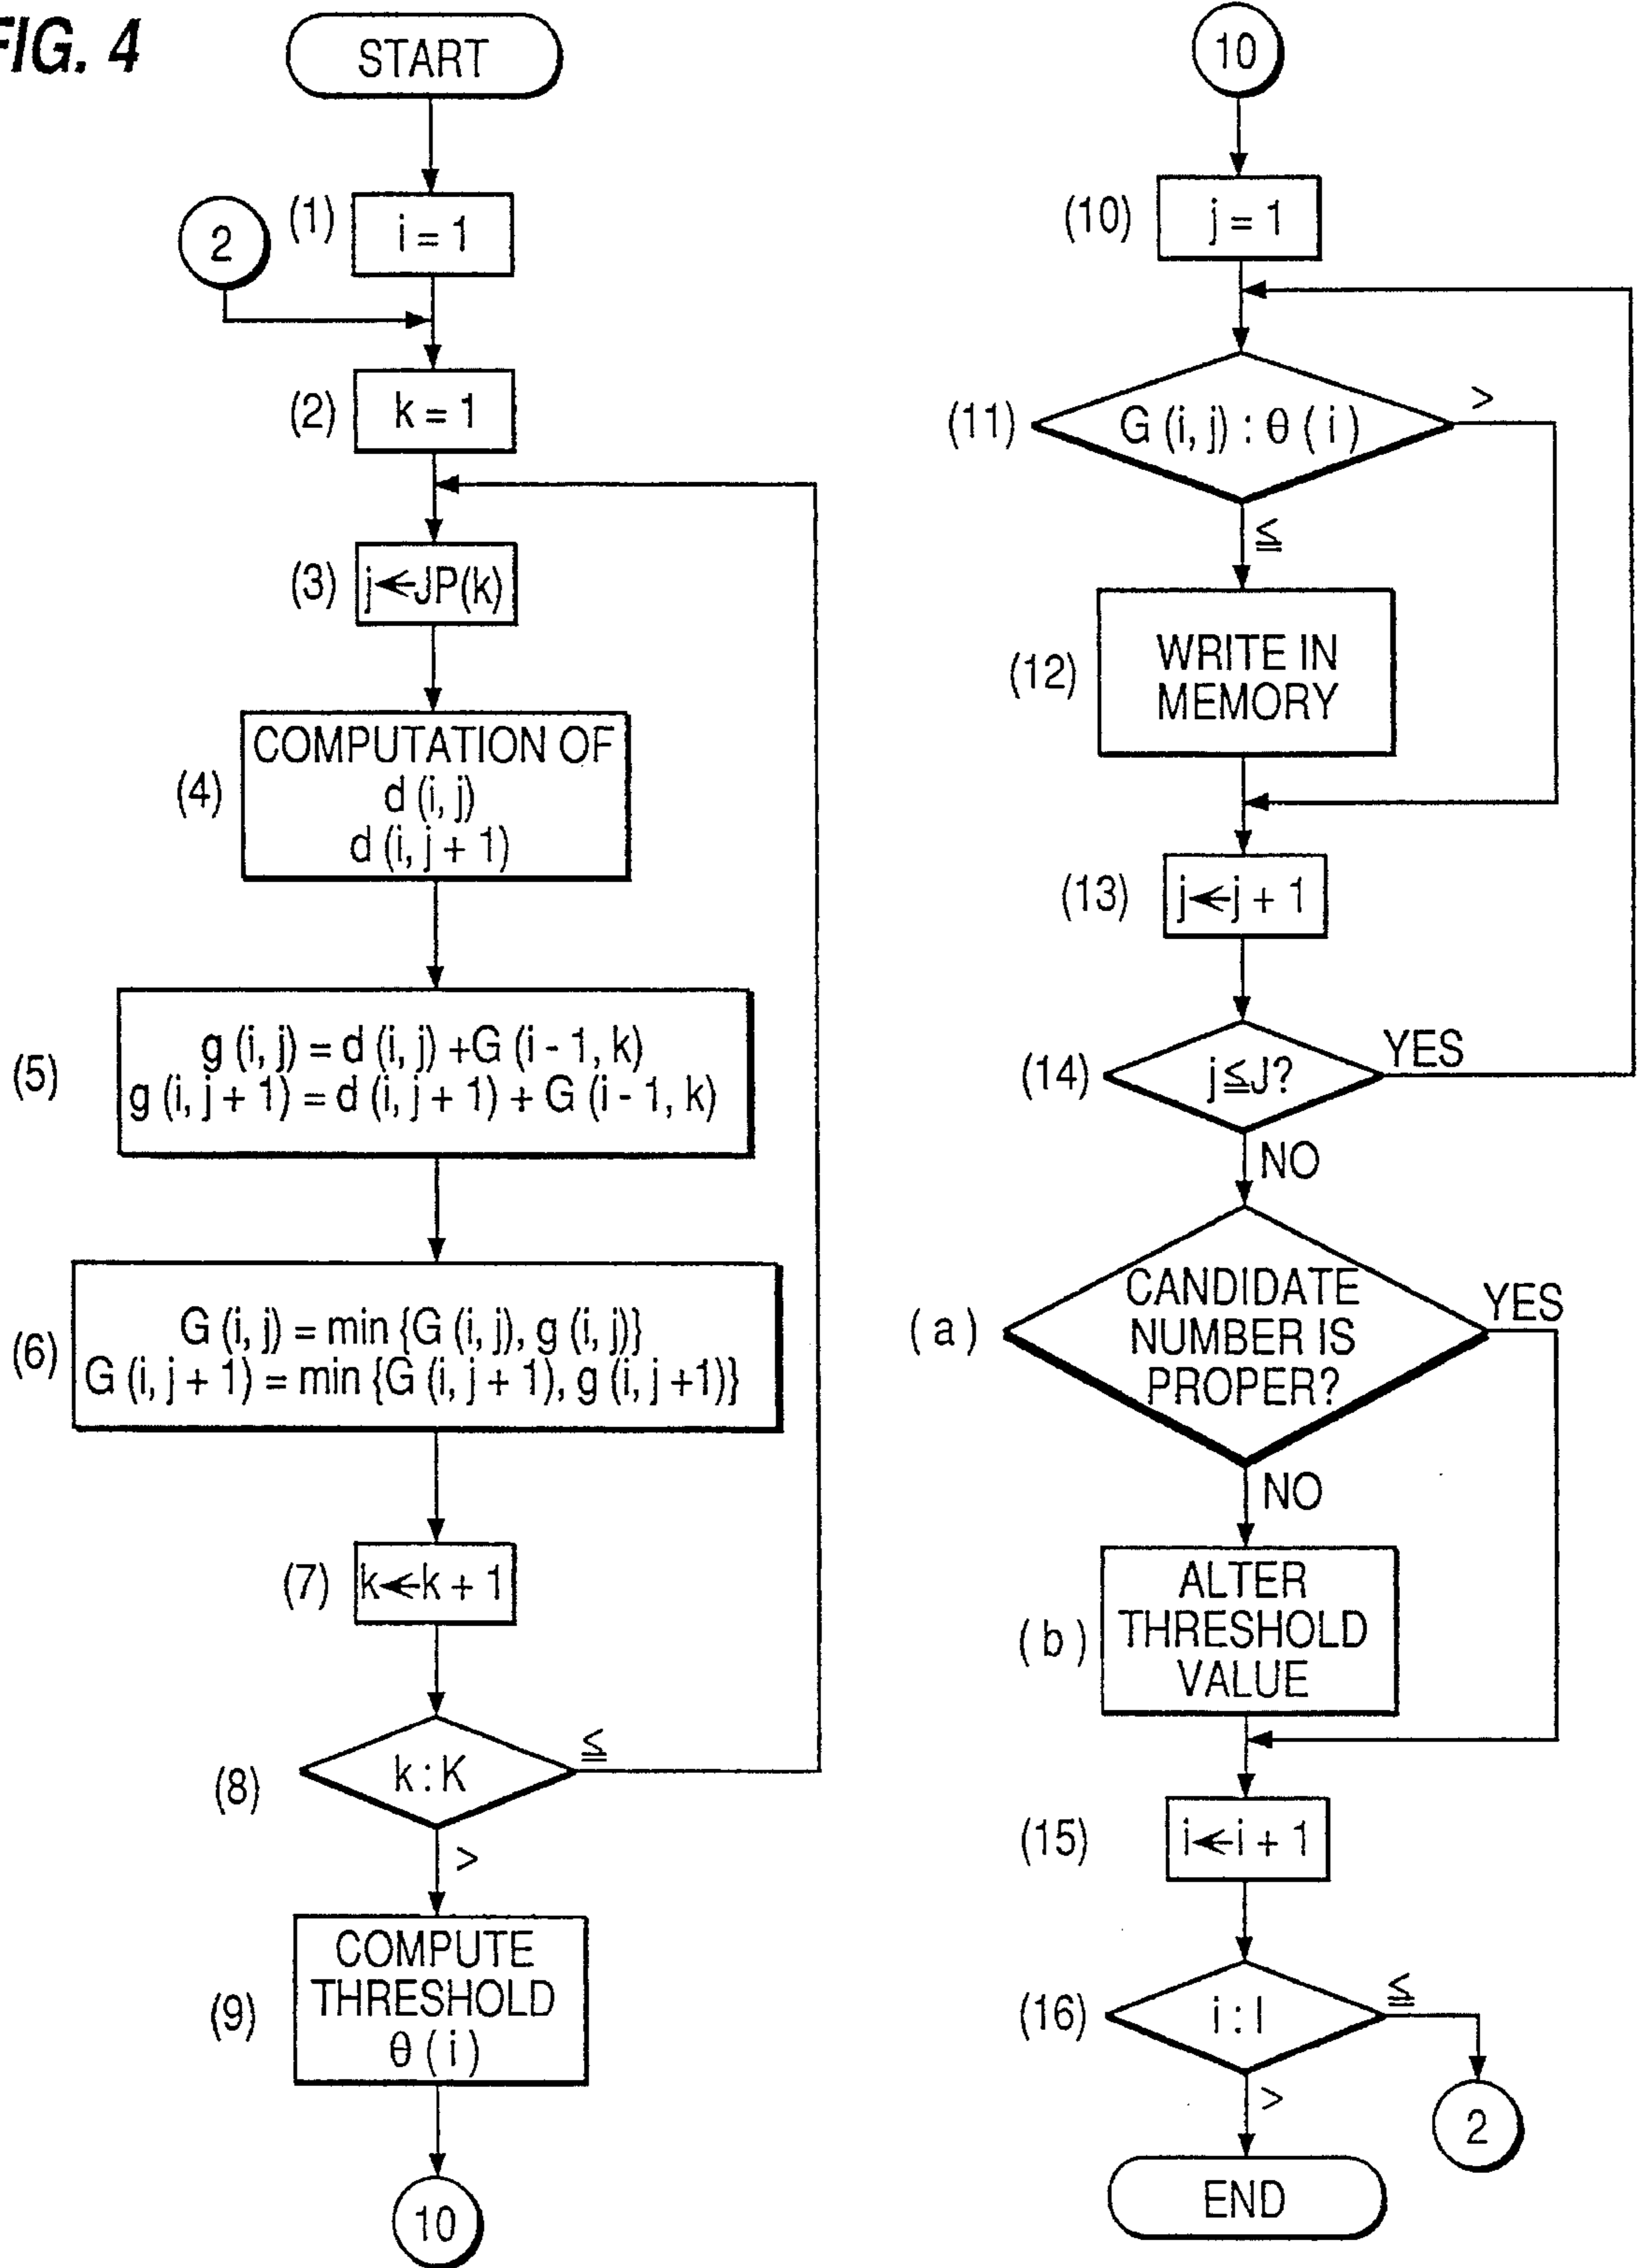 FIG. 4
START
(1)
i = 1
2
(2)
k = 1
(3)
j←JP(k)
(4)
COMPUTATION OF
d (i, j)
d (i, j + 1)
(5)
g (i, j) = d (i, j) +G (i - 1, k)
g (i, j + 1) = d (i, j + 1) + G (i - 1, k)
(6)
G (i, j) = min {G (i, j), g (i, j)}
G (i, j + 1) = min {G (i, j + 1), g (i, j +1)}
(7)
k←k + 1
(8)
k : K
≦
>
(9)
COMPUTE
THRESHOLD
θ ( i )
10
10
(10)
j = 1
(11)
G (i, j) : θ ( i )
>
≦
(12)
WRITE IN
MEMORY
(13)
j←j + 1
(14)
j≦J?
YES
NO
( a )
CANDIDATE
NUMBER IS
PROPER?
YES
NO
( b )
ALTER
THRESHOLD
VALUE
(15)
i←i + 1
(16)
i : I
≦
>
2
END